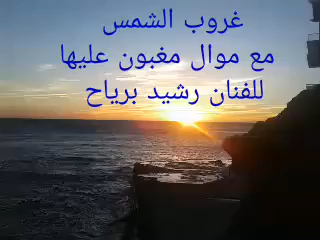 غروب الشمس
مع موال مغبون عليها
للفنان رشيد برياح